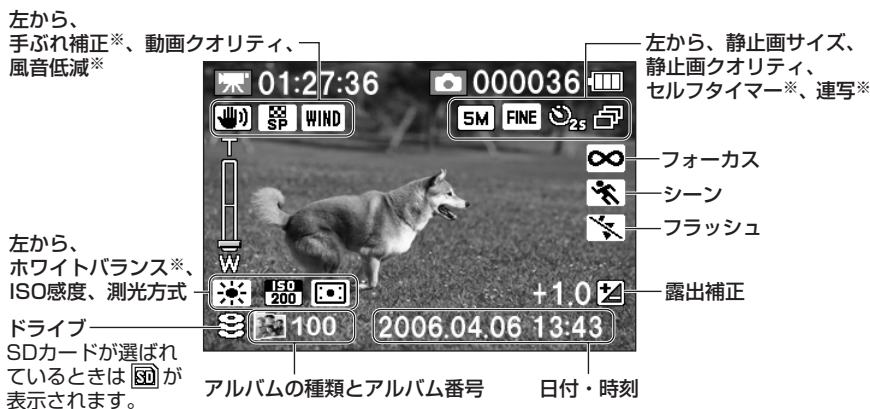 左から、
手ぶれ補正※、動画クオリティ、
風音低減※
左から、静止画サイズ、
静止画クオリティ、
セルフタイマー※、連写※
01:27:36
000036
SP WIND
5M FINE 2s
T
フォーカス
シーン
フラッシュ
W
左から、
ホワイトバランス※、
ISO感度、測光方式
ISO
200
+1.0
露出補正
ドライブ
SDカードが選ばれ
ているときは SD が
表示されます。
100
2006.04.06 13:43
アルバムの種類とアルバム番号
日付・時刻